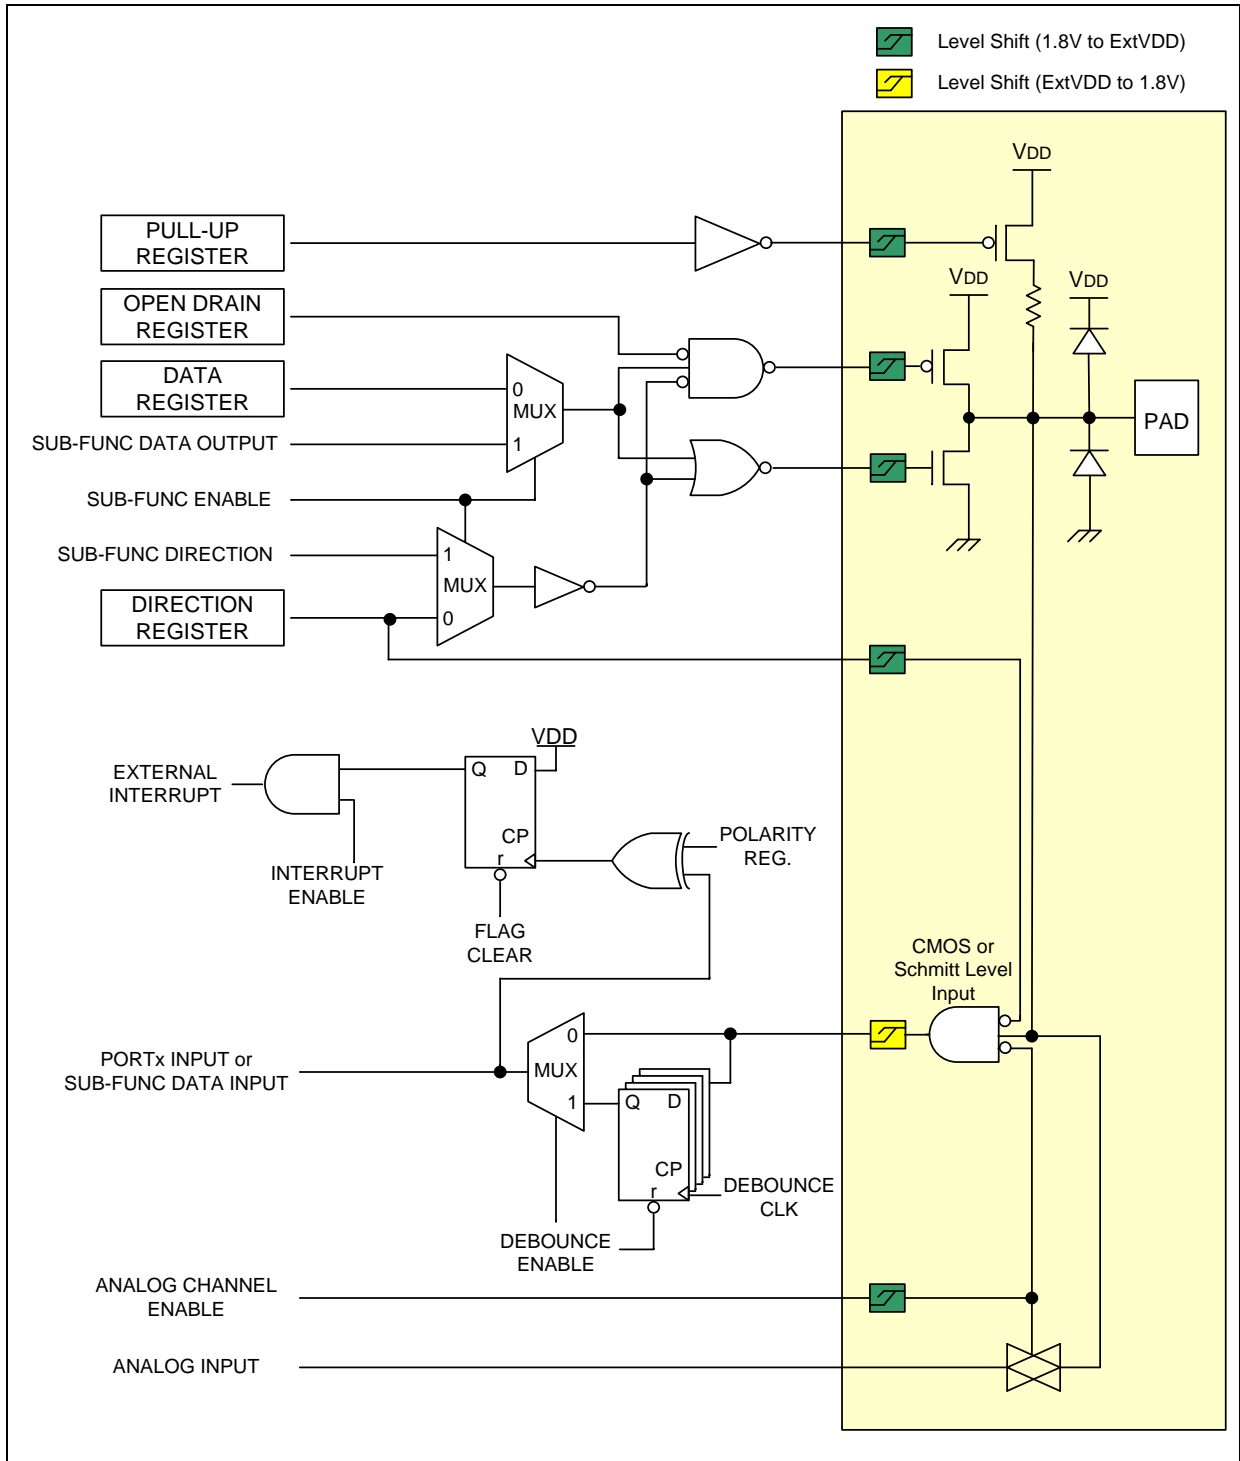 Level Shift (1.8V to ExtVDD)
Level Shift (ExtVDD to 1.8V)
VDD
PULL-UP
REGISTER
VDD
VDD
OPEN DRAIN
REGISTER
DATA
REGISTER
0
MUX
1
PAD
SUB-FUNC DATA OUTPUT
SUB-FUNC ENABLE
SUB-FUNC DIRECTION
1
MUX
0
DIRECTION
REGISTER
VDD
EXTERNAL
INTERRUPT
Q D
CP
r
POLARITY
REG.
INTERRUPT
ENABLE
FLAG
CLEAR
CMOS or
Schmitt Level
Input
PORTx INPUT or
SUB-FUNC DATA INPUT
0
MUX
1
Q D
CP
r
DEBOUNCE
CLK
DEBOUNCE
ENABLE
ANALOG CHANNEL
ENABLE
ANALOG INPUT